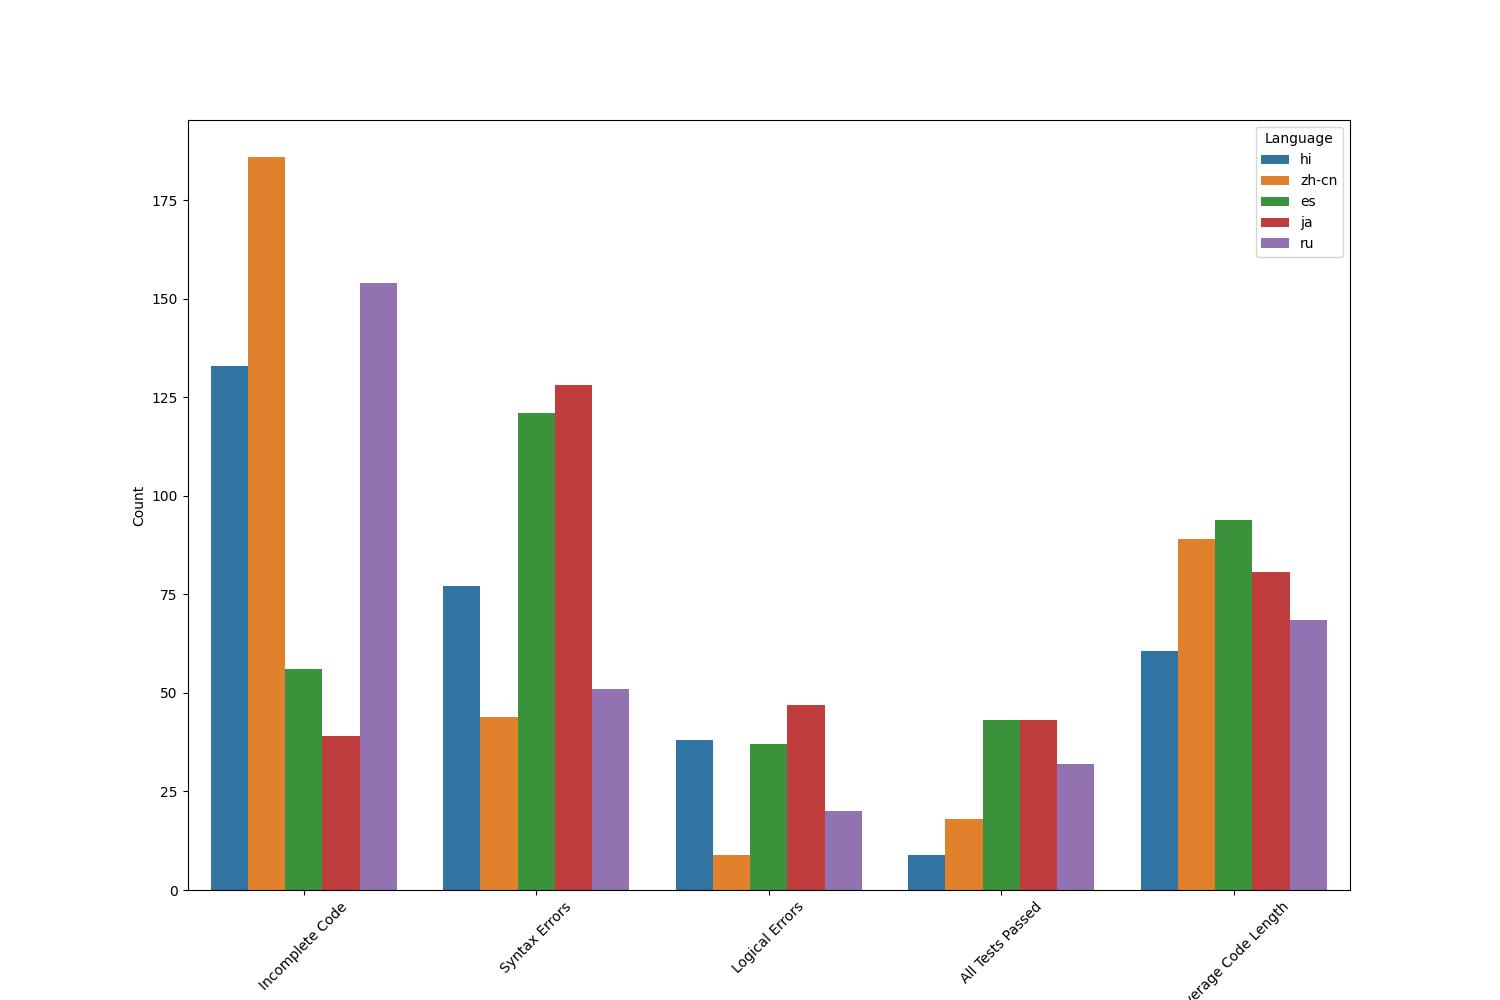 Language
hi
zh-cn
es
ja
ru
Count
175
150
125
100
75
50
25
0
Incomplete Code
Syntax Errors
Logical Errors
All Tests Passed
Code Length